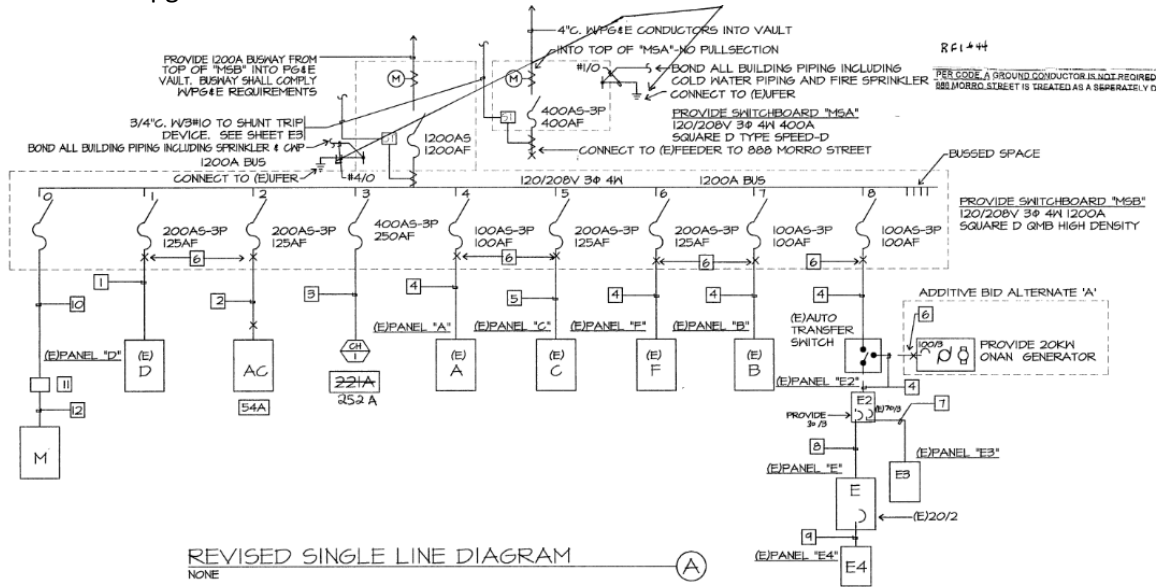 4"C. W/PG&E CONDUCTORS INTO VAULT
INTO TOP OF "MSA"-NO PULLSECTION
PROVIDE 1200A BUSWAY FROM
TOP OF "MSB" INTO PG&E
VAULT. BUSWAY SHALL COMPLY
W/PG&E REQUIREMENTS
M
M
#1/0
BOND ALL BUILDING PIPING INCLUDING
COLD WATER PIPING AND FIRE SPRINKLER
CONNECT TO (E)UFER
RFI #44
PER CODE, A GROUND CONDUCTOR IS NOT REQIRED
888 MORRO STREET IS TREATED AS A SEPERATELY D
3/4"C. W/3#10 TO SHUNT TRIP
DEVICE. SEE SHEET E3
BOND ALL BUILDING PIPING INCLUDING SPRINKLER & CWP
1200A BUS
CONNECT TO (E)UFER
#4/0
ST
1200AS
1200AF
ST
400AS-3P
400AF
PROVIDE SWITCHBOARD "MSA"
120/208V 3Φ 4W 400A
SQUARE D TYPE SPEED-D
CONNECT TO (E)FEEDER TO 888 MORRO STREET
120/208V 3Φ 4W
1200A BUS
BUSSED SPACE
0
1
2
3
4
5
6
7
8
200AS-3P
125AF
200AS-3P
125AF
400AS-3P
250AF
100AS-3P
100AF
200AS-3P
125AF
200AS-3P
125AF
100AS-3P
100AF
100AS-3P
100AF
PROVIDE SWITCHBOARD "MSB"
120/208V 3Φ 4W 1200A
SQUARE D QMB HIGH DENSITY
6
6
6
6
10
1
2
3
4
5
4
4
4
ADDITIVE BID ALTERNATE 'A'
6
100/3
PROVIDE 20KW
ONAN GENERATOR
(E)AUTO
TRANSFER
SWITCH
(E)PANEL "D"
(E)PANEL "A"
(E)PANEL "C"
(E)PANEL "F"
(E)PANEL "B"
(E)
D
AC
CH
1
(E)
A
(E)
C
(E)
F
(E)
B
221A
252 A
54A
11
12
M
(E)PANEL "E2"
4
E2
(E)70/3
7
PROVIDE
8
(E)PANEL "E"
(E)PANEL "E3"
E3
E
(E)20/2
9
(E)PANEL "E4"
E4
REVISED SINGLE LINE DIAGRAM
NONE
A